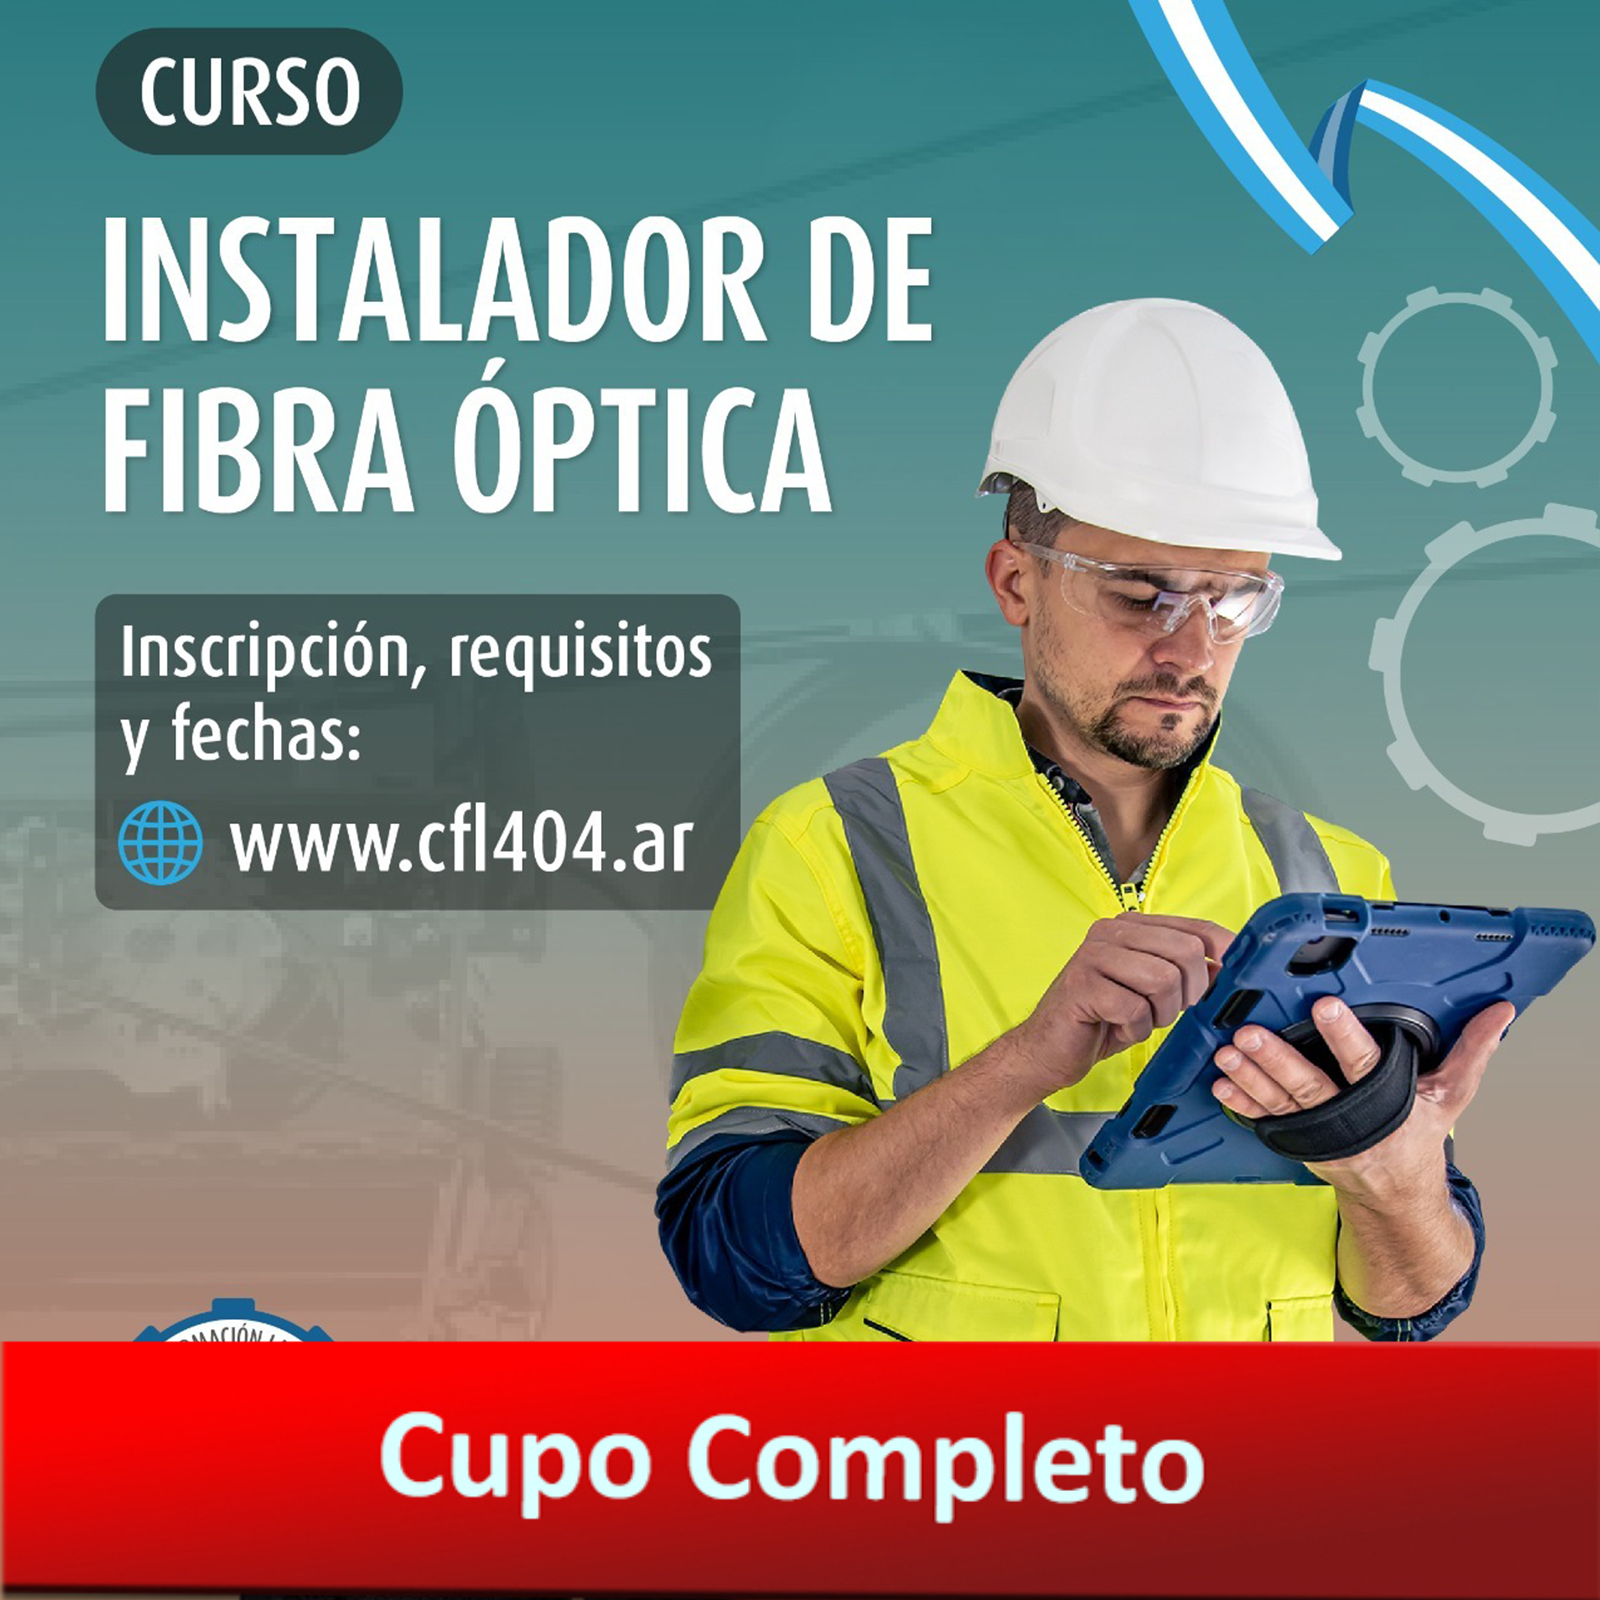 CURSO
INSTALADOR DE
FIBRA ÓPTICA
Inscripción, requisitos
y fechas:
www.cfl404.ar
Cupo Completo